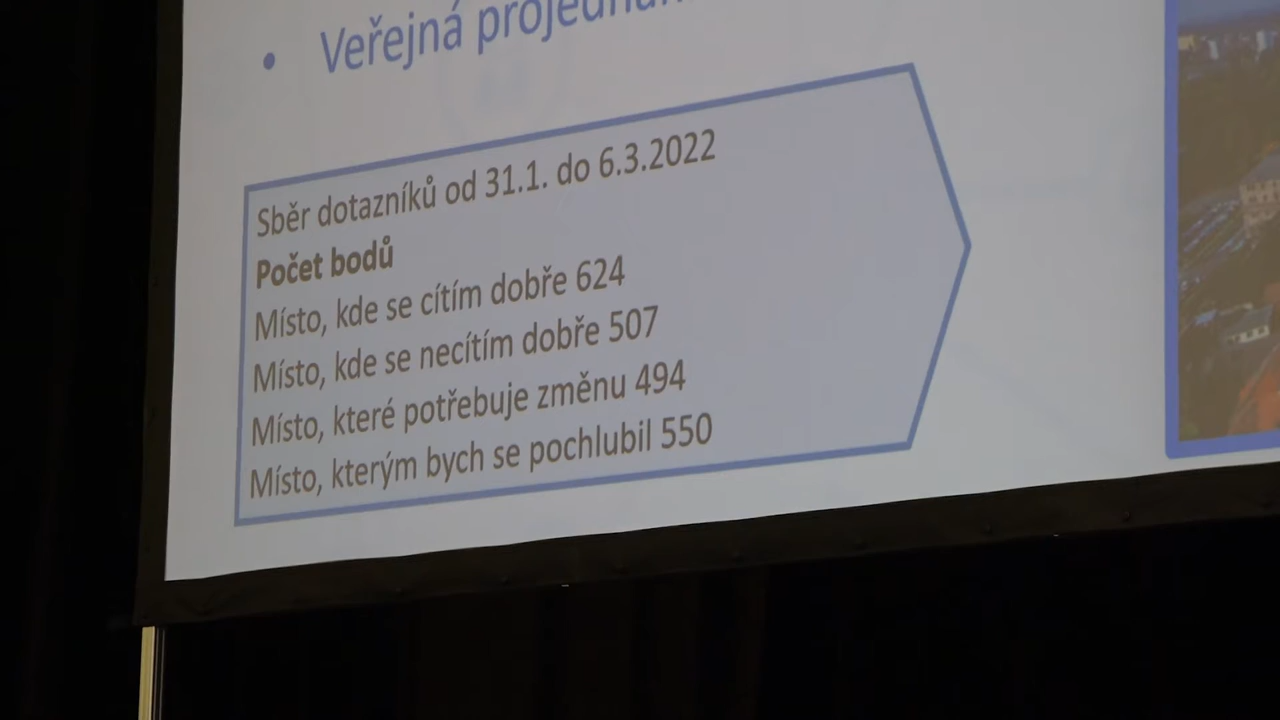 • Veřejná projednání
Sběr dotazníků od 31.1. do 6.3.2022
Počet bodů
Místo, kde se cítím dobře 624
Místo, kde se necítím dobře 507
Místo, které potřebuje změnu 494
Místo, kterým bych se pochlubil 550